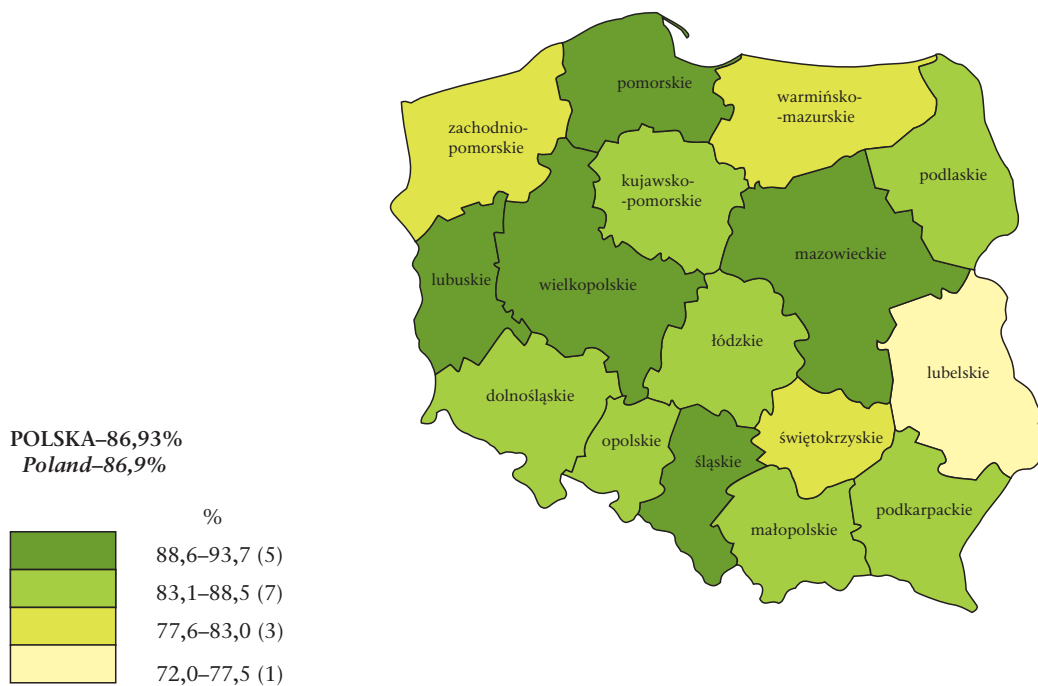 pomorskie
warmińsko-
-mazurskie
zachodnio-
pomorskie
podlaskie
kujawsko-
-pomorskie
mazowieckie
lubuskie
wielkopolskie
łódzkie
lubelskie
dolnośląskie
opolskie
świętokrzyskie
śląskie
podkarpackie
małopolskie
POLSKA–86,93%
Poland–86,9%
%
88,6–93,7 (5)
83,1–88,5 (7)
77,6–83,0 (3)
72,0–77,5 (1)